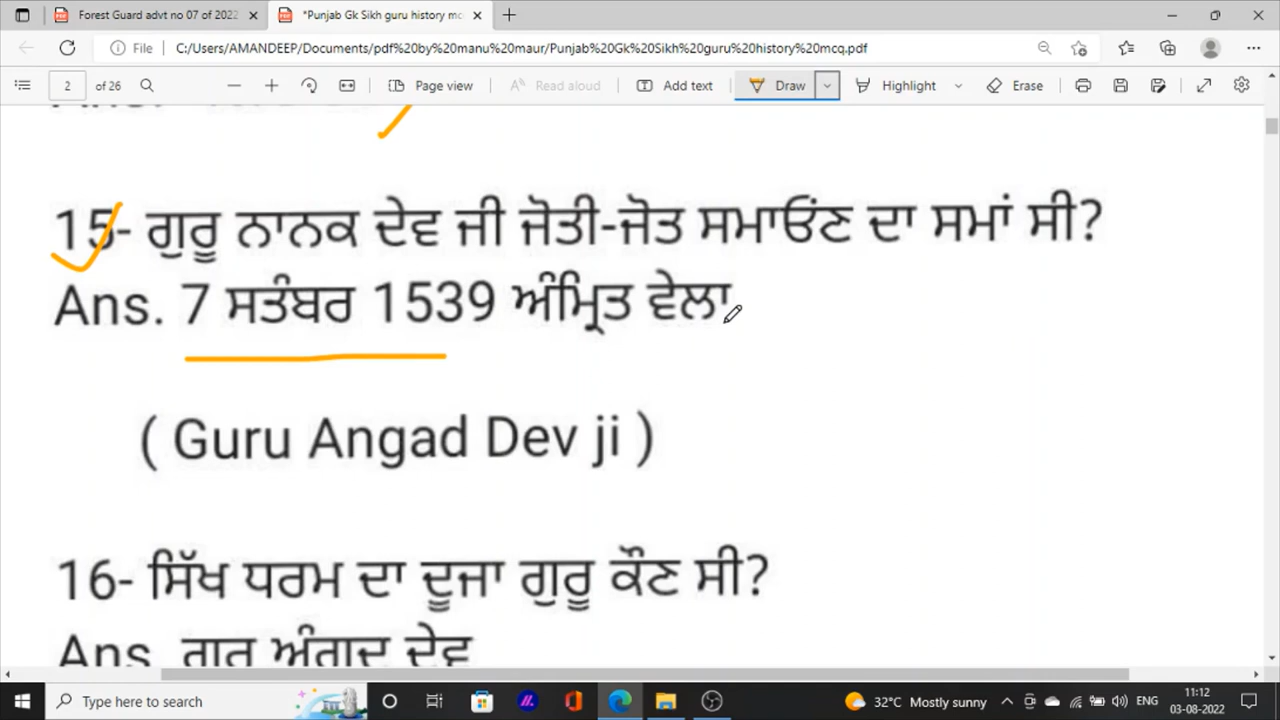 Forest Guard advt no 07 of 2022
*Punjab Gk Sikh guru history mc
File C:/Users/AMANDEEP/Documents/pdf%20by%20manu%20maur/Punjab%20Gk%20Sikh%20guru%20history%20mcq.pdf
2 of 26 Page view Read aloud Add text Draw Highlight Erase
15- ਗੁਰੂ ਨਾਨਕ ਦੇਵ ਜੀ ਜੋਤੀ-ਜੋਤ ਸਮਾਓਂਣ ਦਾ ਸਮਾਂ ਸੀ?
Ans. 7 ਸਤੰਬਰ 1539 ਅੰਮ੍ਰਿਤ ਵੇਲਾ
( Guru Angad Dev ji )
16- ਸਿੱਖ ਧਰਮ ਦਾ ਦੂਜਾ ਗੁਰੂ ਕੌਣ ਸੀ?
Ans. ਗੁਰੂ ਅੰਗਦ ਦੇਵ
Type here to search 32°C Mostly sunny ENG 11:12
03-08-2022